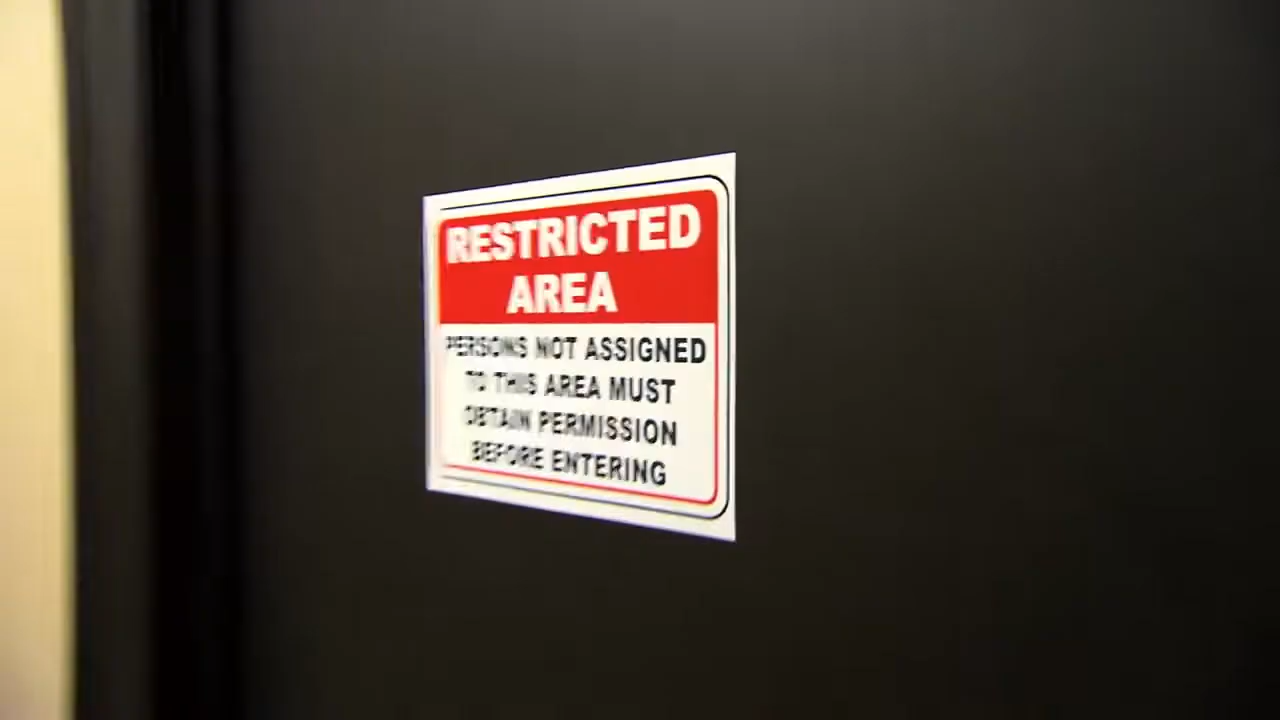 RESTRICTED
AREA
PERSONS NOT ASSIGNED
TO THIS AREA MUST
OBTAIN PERMISSION
BEFORE ENTERING